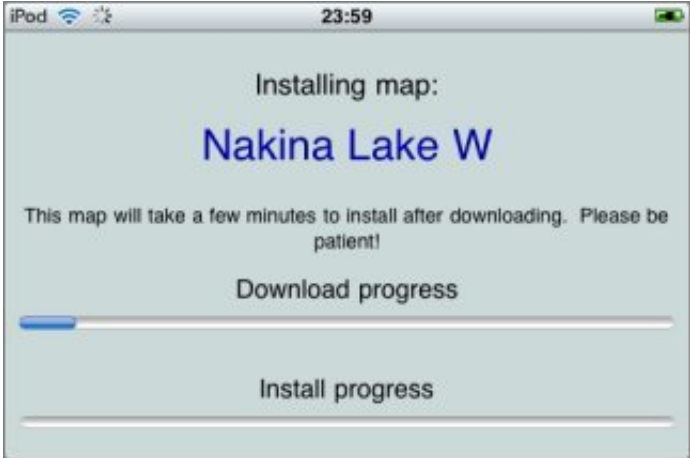 iPod 23:59
Installing map:
Nakina Lake W
This map will take a few minutes to install after downloading.  Please be
patient!
Download progress
Install progress